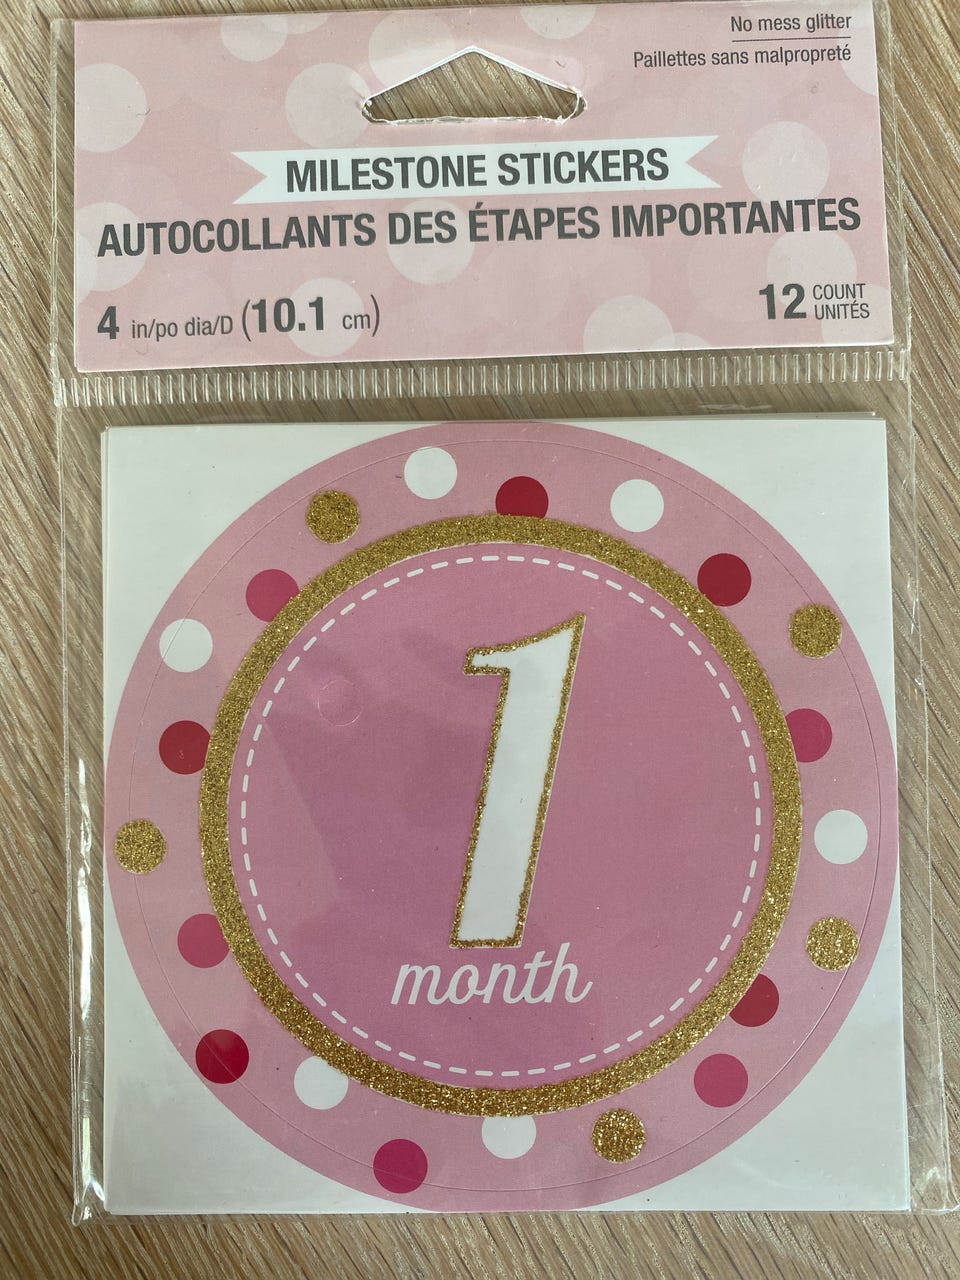 No mess glitter
Paillettes sans malpropreté
MILESTONE STICKERS
AUTOCOLLANTS DES ÉTAPES IMPORTANTES
4 in/po dia/D (10.1 cm)
12 COUNT
UNITÉS
1
month